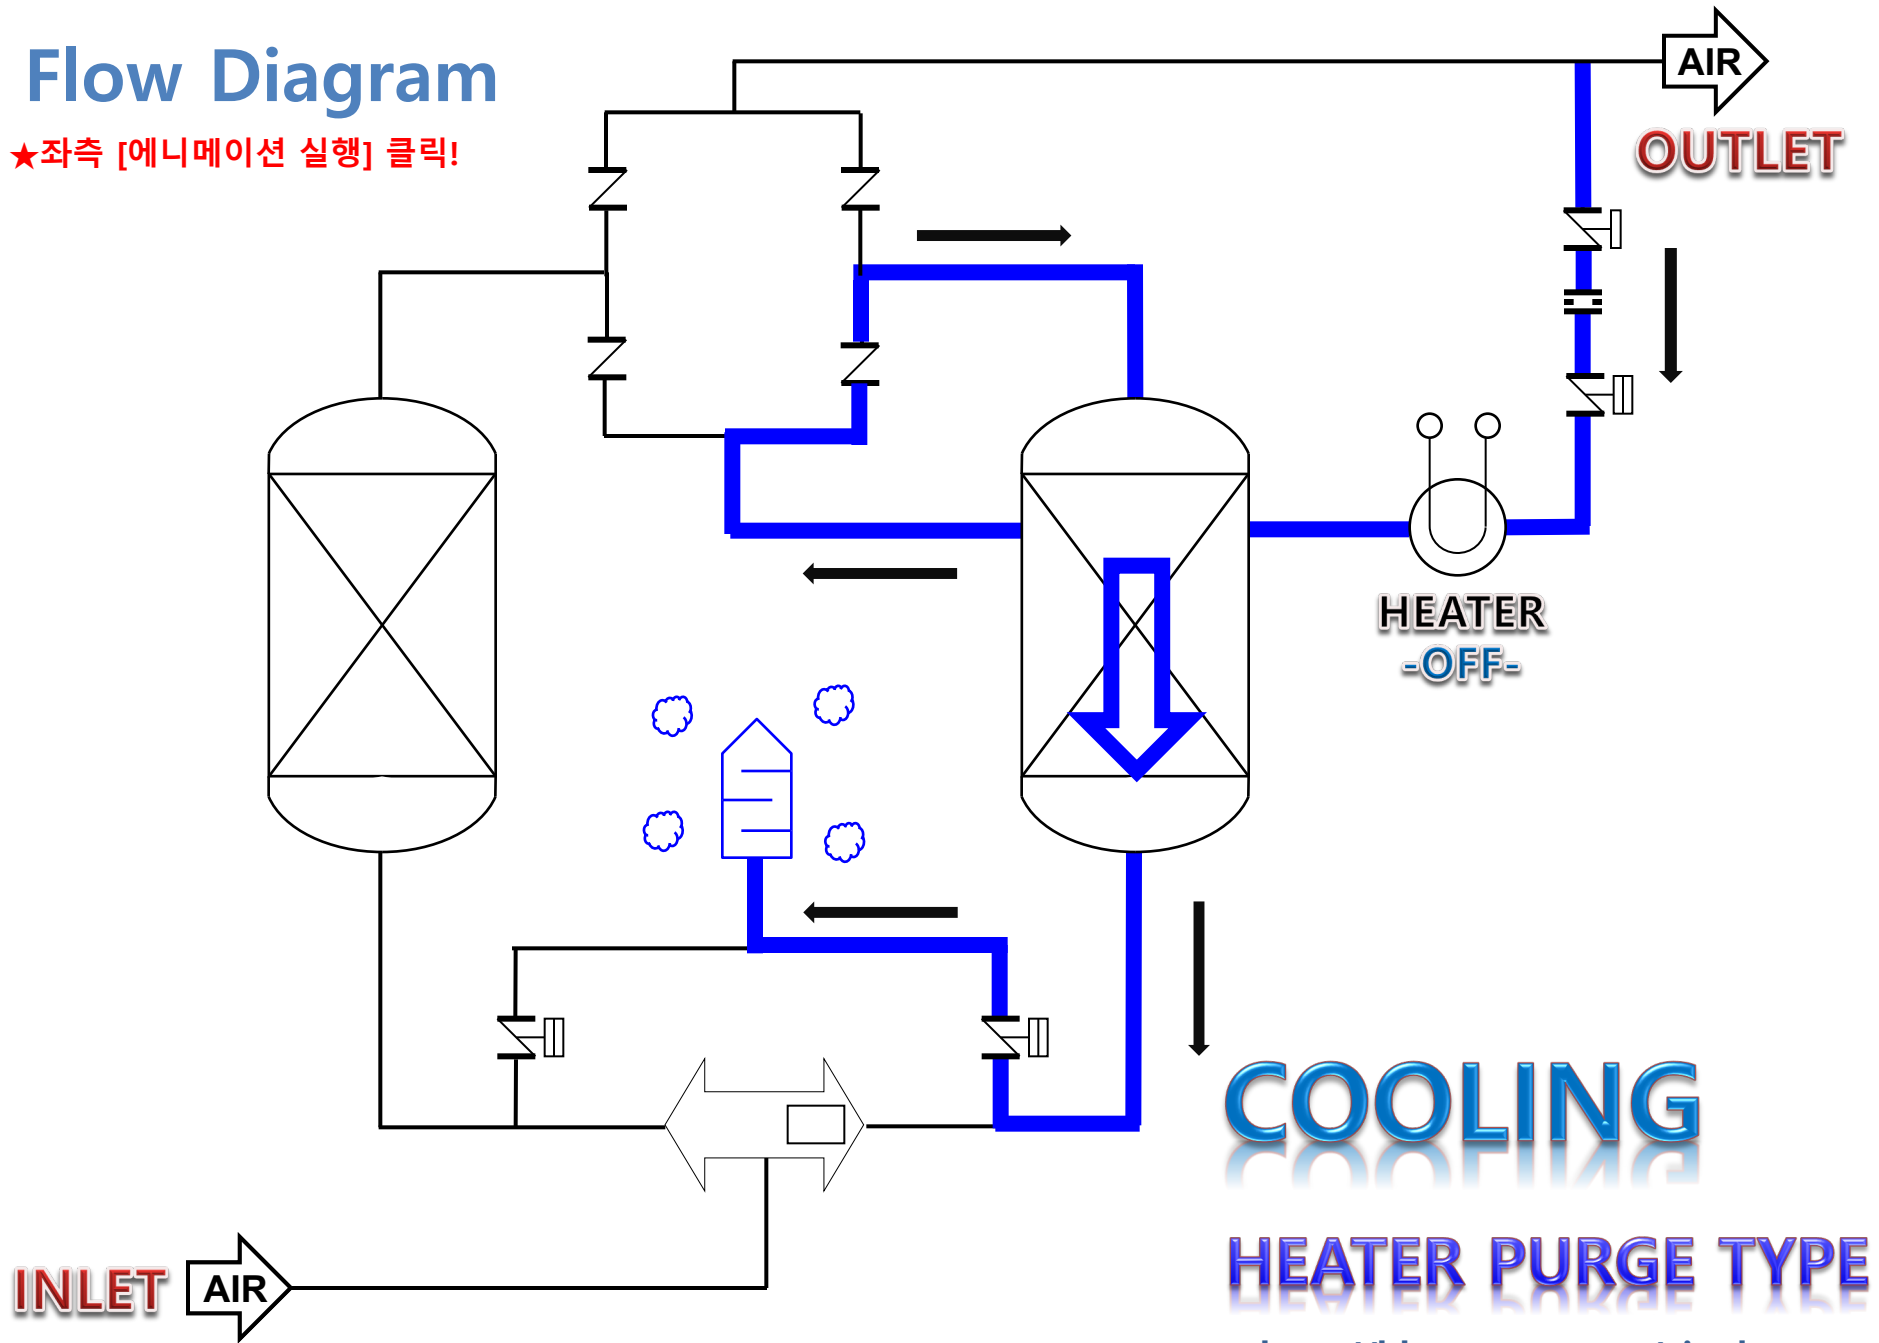 Flow Diagram
★좌측 [에니메이션 실행] 클릭!
AIR
OUTLET
HEATER
-OFF-
COOLING
HEATER PURGE TYPE
INLET
AIR